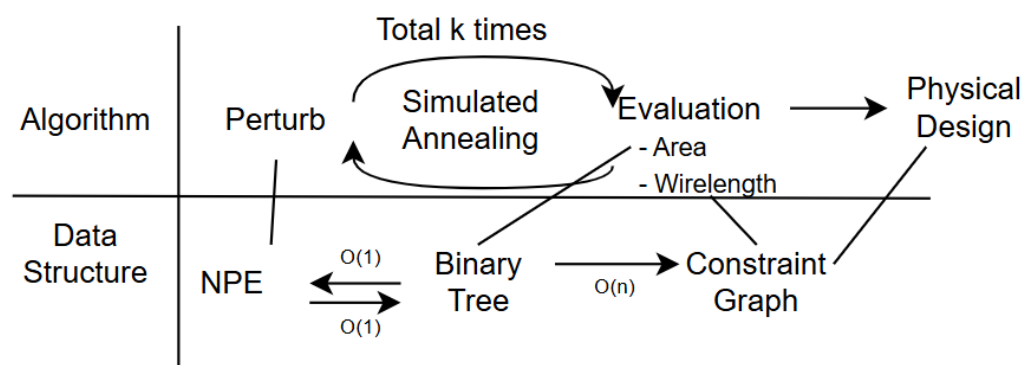 Total k times
Algorithm
Perturb
Simulated
Annealing
Evaluation
- Area
- Wirelength
Physical
Design
Data
Structure
NPE
O(1)
O(1)
Binary
Tree
O(n)
Constraint
Graph